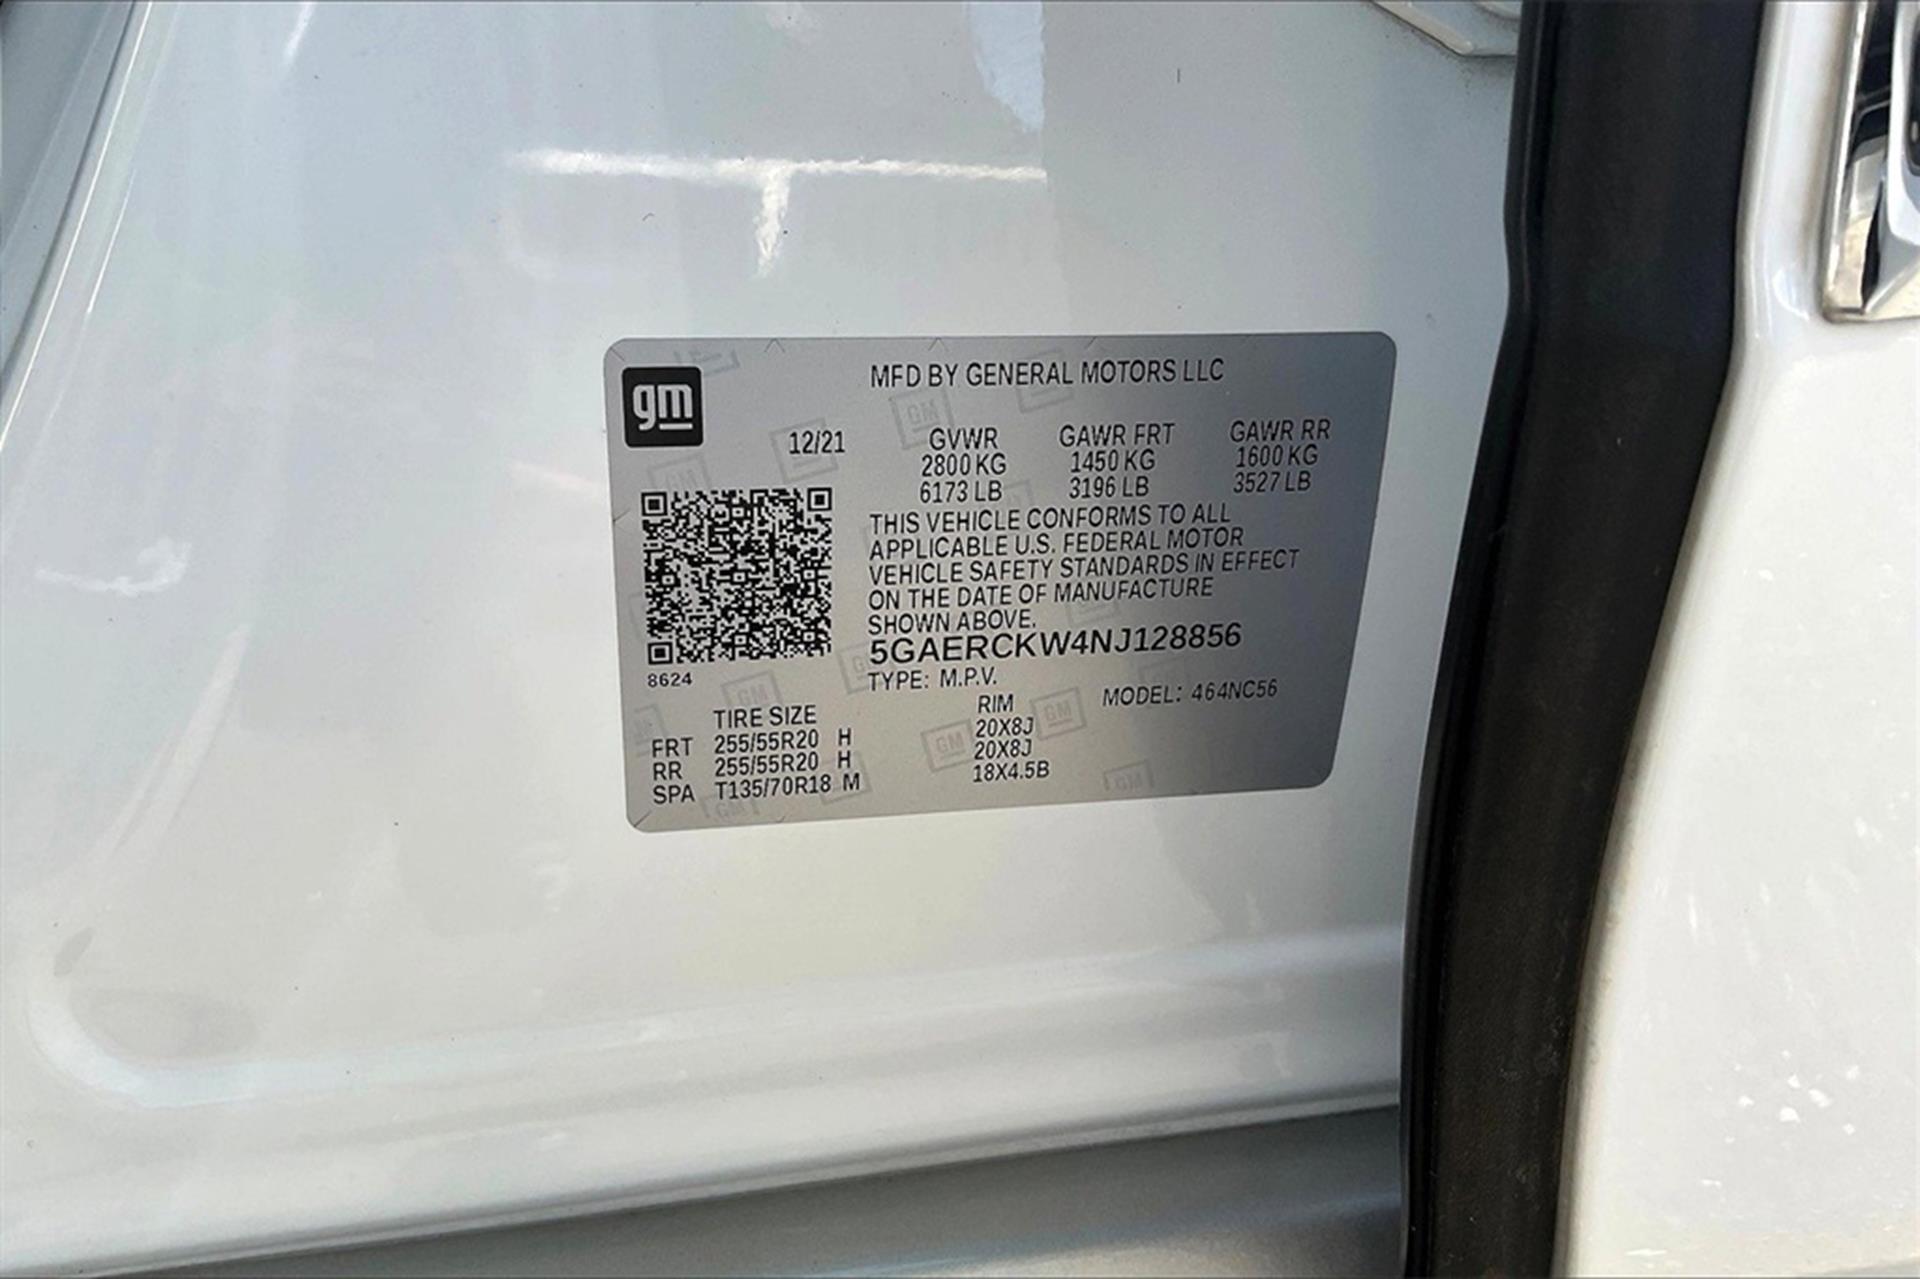 gm
MFD BY GENERAL MOTORS LLC
12/21 GVWR GAWR FRT GAWR RR
2800 KG 1450 KG 1600 KG
6173 LB 3196 LB 3527 LB
THIS VEHICLE CONFORMS TO ALL
APPLICABLE U.S. FEDERAL MOTOR
VEHICLE SAFETY STANDARDS IN EFFECT
ON THE DATE OF MANUFACTURE
SHOWN ABOVE.
5GAERCKW4NJ128856
8624
TYPE: M.P.V. MODEL: 464NC56
TIRE SIZE RIM
FRT 255/55R20 H 20X8J
RR 255/55R20 H 20X8J
SPA T135/70R18 M 18X4.5B